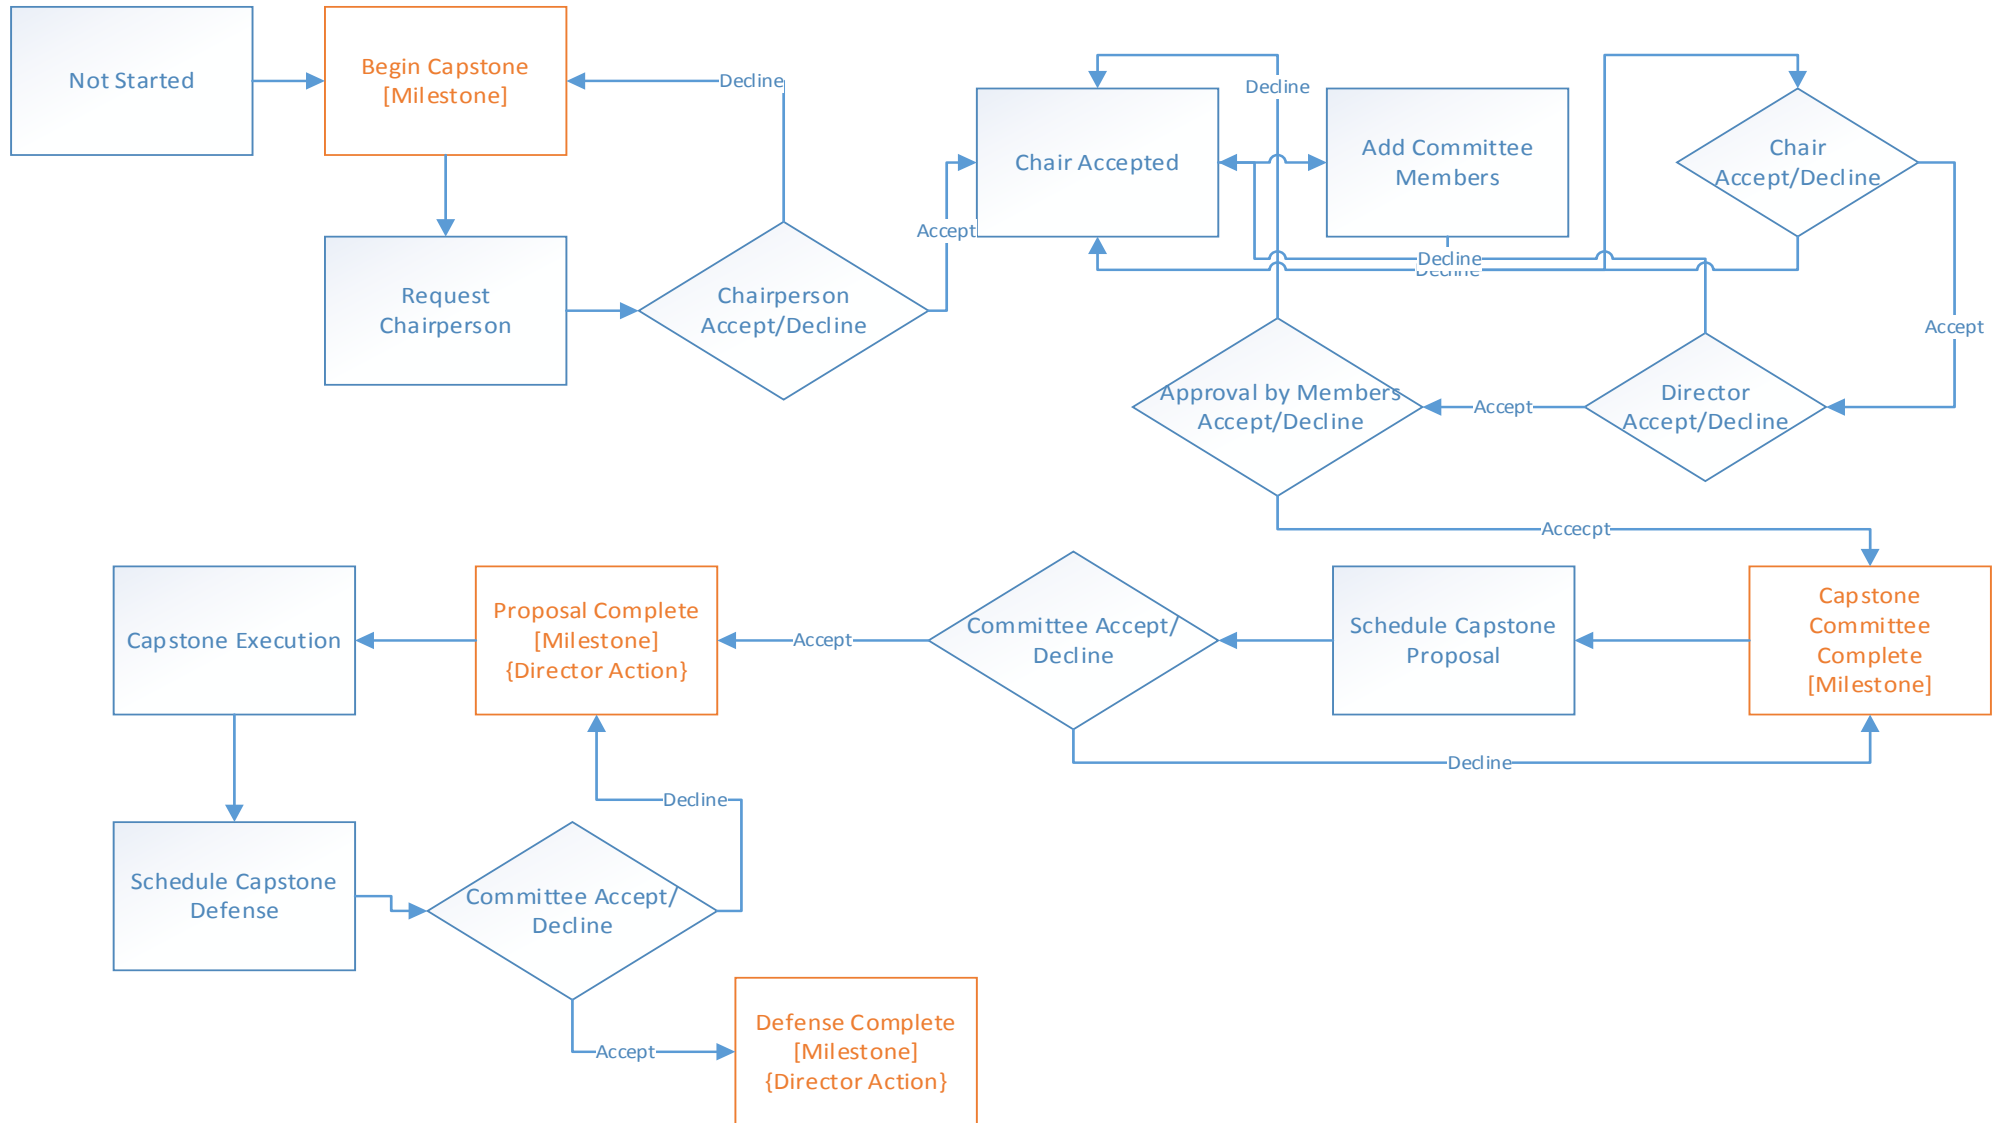 Not Started
Begin Capstone
[Milestone]
Decline
Request
Chairperson
Chairperson
Accept/Decline
Accept
Chair Accepted
Decline
Add Committee
Members
Chair
Accept/Decline
Decline
Decline
Accept
Approval by Members
Accept/Decline
Accept
Director
Accept/Decline
Accecpt
Capstone Execution
Proposal Complete
[Milestone]
{Director Action}
Accept
Committee Accept/
Decline
Schedule Capstone
Proposal
Capstone
Committee
Complete
[Milestone]
Decline
Decline
Schedule Capstone
Defense
Committee Accept/
Decline
Accept
Defense Complete
[Milestone]
{Director Action}